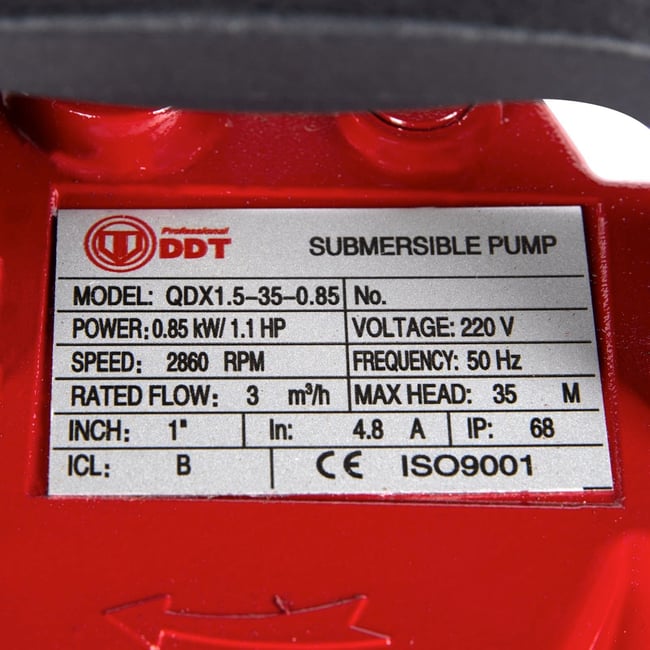 Professional
DDT
SUBMERSIBLE PUMP
MODEL: QDX1.5-35-0.85 No.
POWER: 0.85 kW/ 1.1 HP VOLTAGE: 220 V
SPEED: 2860 RPM FREQUENCY: 50 Hz
RATED FLOW: 3 m³/h MAX HEAD: 35 M
INCH: 1" In: 4.8 A IP: 68
ICL: B CE ISO9001